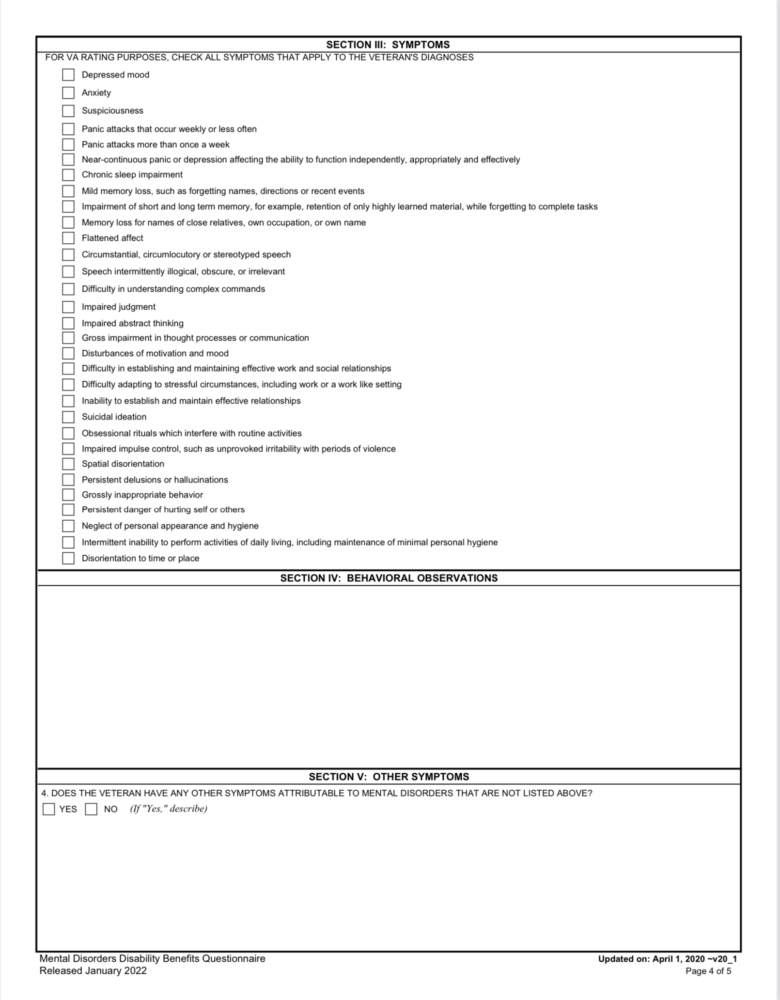 SECTION III:  SYMPTOMS
FOR VA RATING PURPOSES, CHECK ALL SYMPTOMS THAT APPLY TO THE VETERAN'S DIAGNOSES
Depressed mood
Anxiety
Suspiciousness
Panic attacks that occur weekly or less often
Panic attacks more than once a week
Near-continuous panic or depression affecting the ability to function independently, appropriately and effectively
Chronic sleep impairment
Mild memory loss, such as forgetting names, directions or recent events
Impairment of short and long term memory, for example, retention of only highly learned material, while forgetting to complete tasks
Memory loss for names of close relatives, own occupation, or own name
Flattened affect
Circumstantial, circumlocutory or stereotyped speech
Speech intermittently illogical, obscure, or irrelevant
Difficulty in understanding complex commands
Impaired judgment
Impaired abstract thinking
Gross impairment in thought processes or communication
Disturbances of motivation and mood
Difficulty in establishing and maintaining effective work and social relationships
Difficulty adapting to stressful circumstances, including work or a work like setting
Inability to establish and maintain effective relationships
Suicidal ideation
Obsessional rituals which interfere with routine activities
Impaired impulse control, such as unprovoked irritability with periods of violence
Spatial disorientation
Persistent delusions or hallucinations
Grossly inappropriate behavior
Persistent danger of hurting self or others
Neglect of personal appearance and hygiene
Intermittent inability to perform activities of daily living, including maintenance of minimal personal hygiene
Disorientation to time or place
SECTION IV:  BEHAVIORAL OBSERVATIONS
SECTION V:  OTHER SYMPTOMS
4. DOES THE VETERAN HAVE ANY OTHER SYMPTOMS ATTRIBUTABLE TO MENTAL DISORDERS THAT ARE NOT LISTED ABOVE?
YES NO (If "Yes," describe)
Mental Disorders Disability Benefits Questionnaire Updated on: April 1, 2020 ~v20_1
Released January 2022 Page 4 of 5